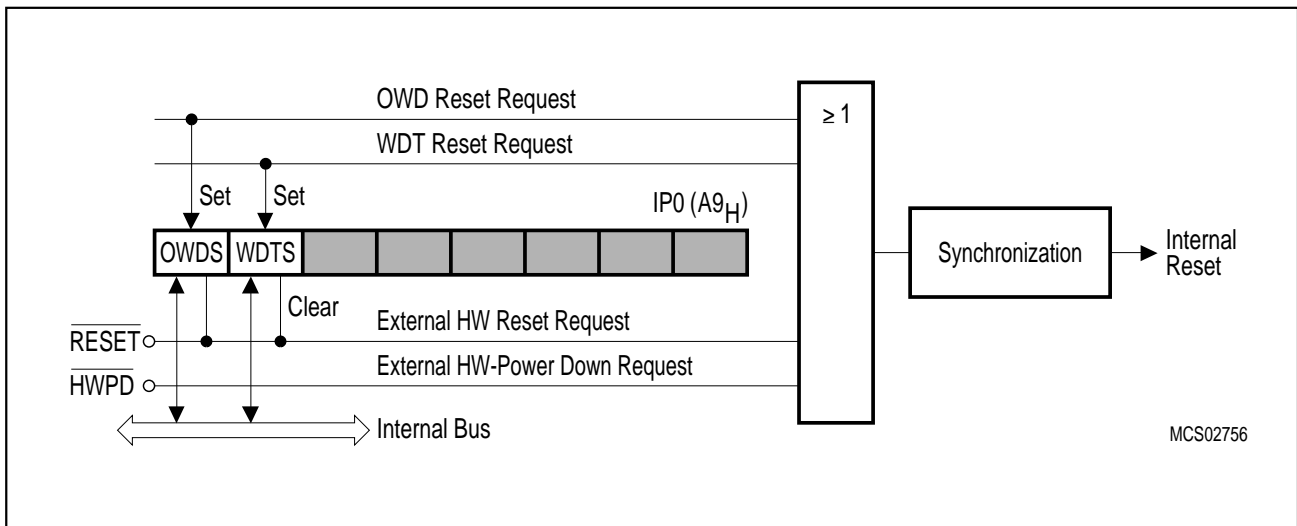 OWD Reset Request
≥ 1
WDT Reset Request
Set
Set
IP0 (A9H)
OWDS
WDTS
Synchronization
Internal
Reset
Clear
RESET
External HW Reset Request
HWPD
External HW-Power Down Request
Internal Bus
MCS02756